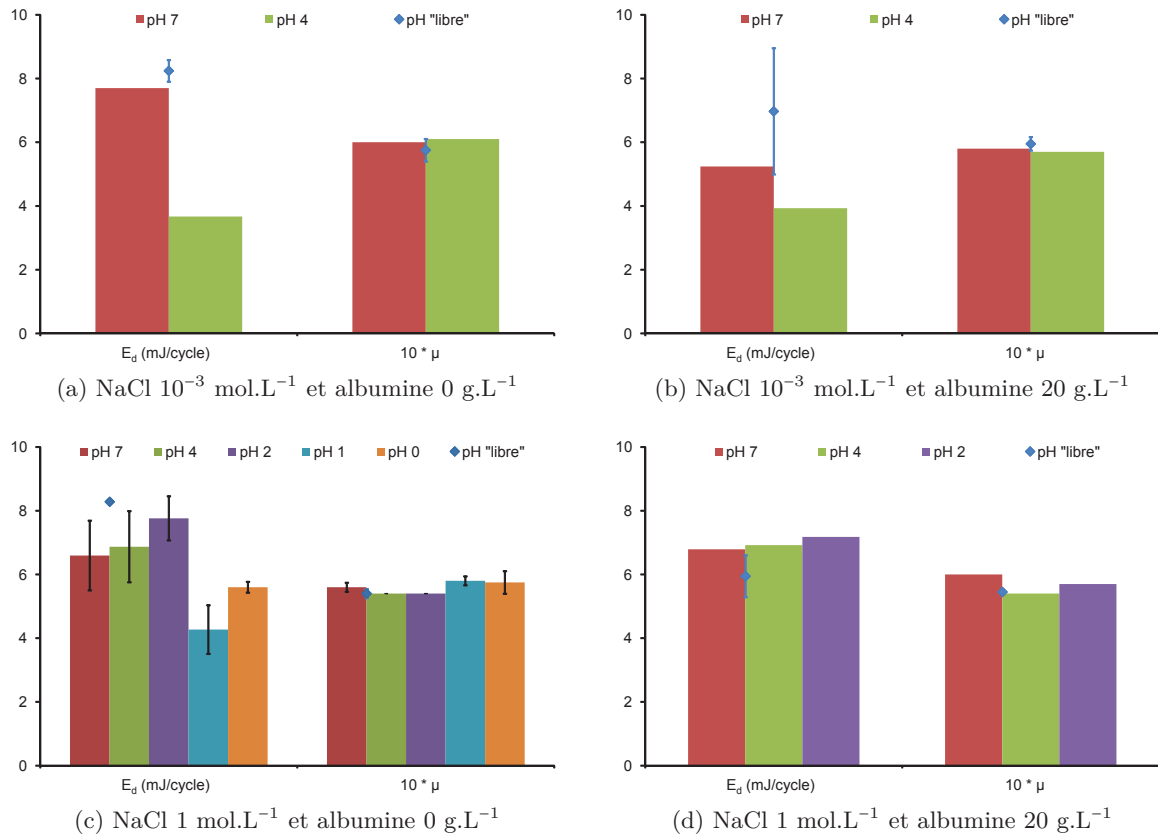 pH 7 pH 4 pH "libre"
10
8
6
4
2
0
E_d (mJ/cycle) 10 * µ
(a) NaCl 10⁻³ mol.L⁻¹ et albumine 0 g.L⁻¹
pH 7 pH 4 pH "libre"
10
8
6
4
2
0
E_d (mJ/cycle) 10 * µ
(b) NaCl 10⁻³ mol.L⁻¹ et albumine 20 g.L⁻¹
pH 7 pH 4 pH 2 pH 1 pH 0 pH "libre"
10
8
6
4
2
0
E_d (mJ/cycle) 10 * µ
(c) NaCl 1 mol.L⁻¹ et albumine 0 g.L⁻¹
pH 7 pH 4 pH 2 pH "libre"
10
8
6
4
2
0
E_d (mJ/cycle) 10 * µ
(d) NaCl 1 mol.L⁻¹ et albumine 20 g.L⁻¹